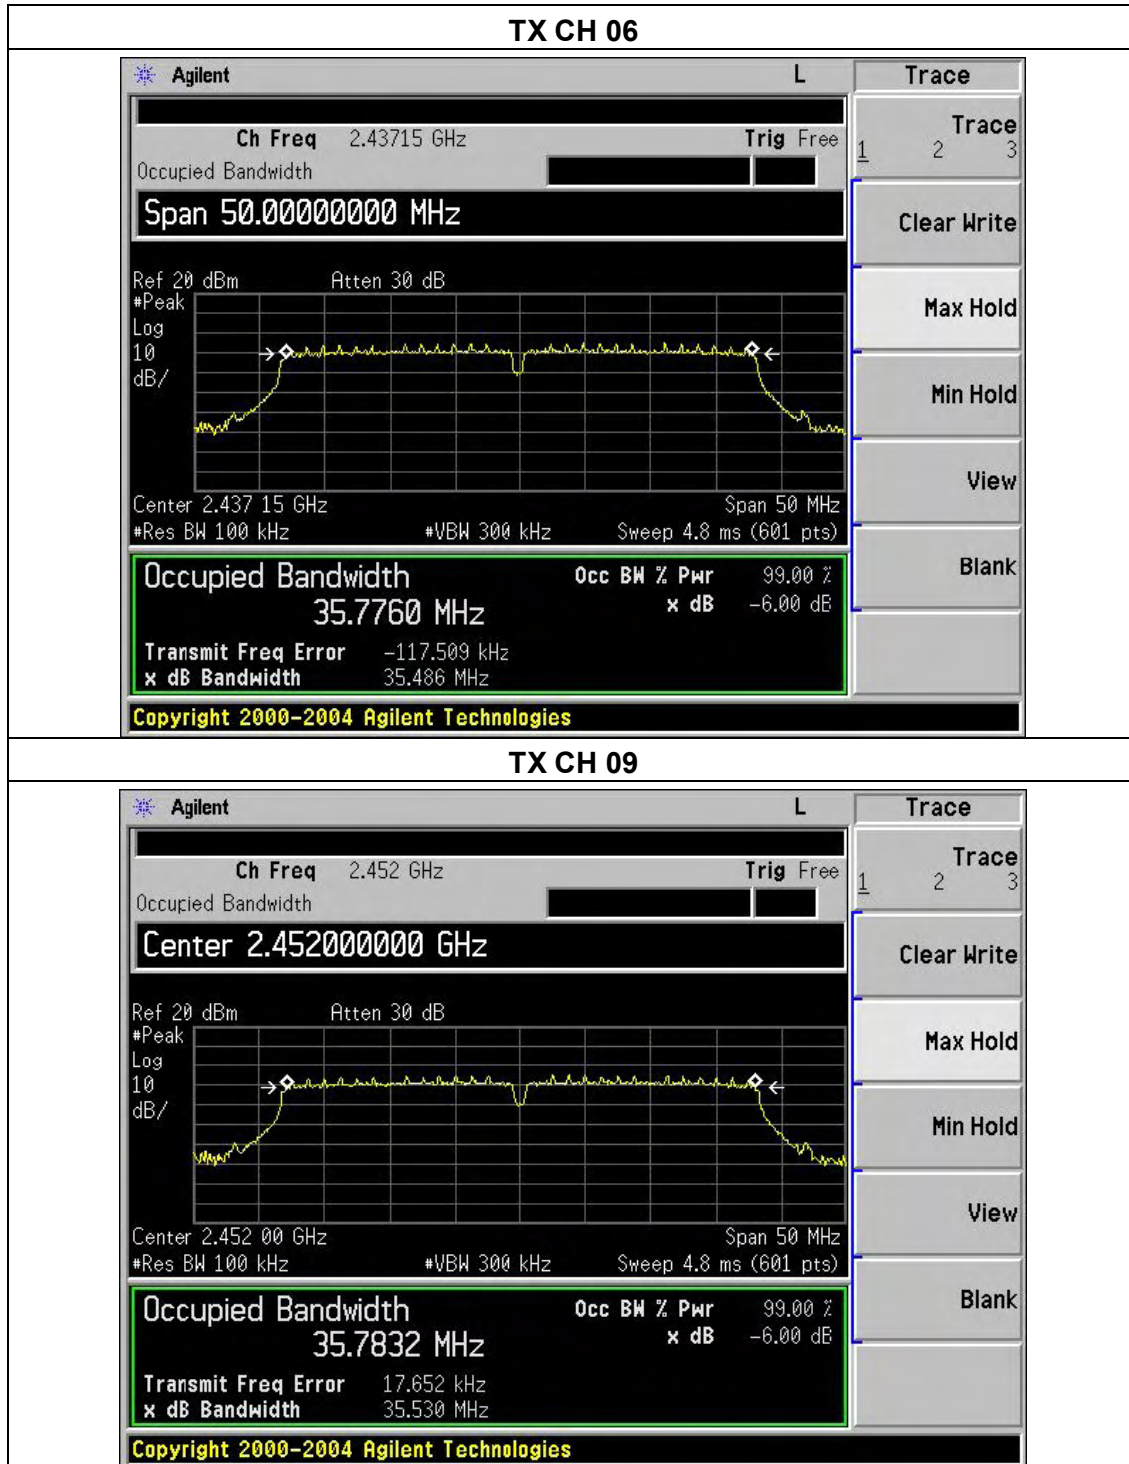 TX CH 06
Agilent L Trace
Ch Freq 2.43715 GHz Trig Free
Occupied Bandwidth
Trace
1 2 3
Span 50.00000000 MHz
Clear Write
Ref 20 dBm Atten 30 dB
#Peak
Log
10
dB/
Max Hold
Min Hold
View
Center 2.437 15 GHz Span 50 MHz
#Res BW 100 kHz #VBW 300 kHz Sweep 4.8 ms (601 pts)
Blank
Occupied Bandwidth Occ BW % Pwr 99.00 %
35.7760 MHz x dB -6.00 dB
Transmit Freq Error -117.509 kHz
x dB Bandwidth 35.486 MHz
Copyright 2000-2004 Agilent Technologies
TX CH 09
Agilent L Trace
Ch Freq 2.452 GHz Trig Free
Occupied Bandwidth
Trace
1 2 3
Center 2.452000000 GHz
Clear Write
Ref 20 dBm Atten 30 dB
#Peak
Log
10
dB/
Max Hold
Min Hold
View
Center 2.452 00 GHz Span 50 MHz
#Res BW 100 kHz #VBW 300 kHz Sweep 4.8 ms (601 pts)
Blank
Occupied Bandwidth Occ BW % Pwr 99.00 %
35.7832 MHz x dB -6.00 dB
Transmit Freq Error 17.652 kHz
x dB Bandwidth 35.530 MHz
Copyright 2000-2004 Agilent Technologies